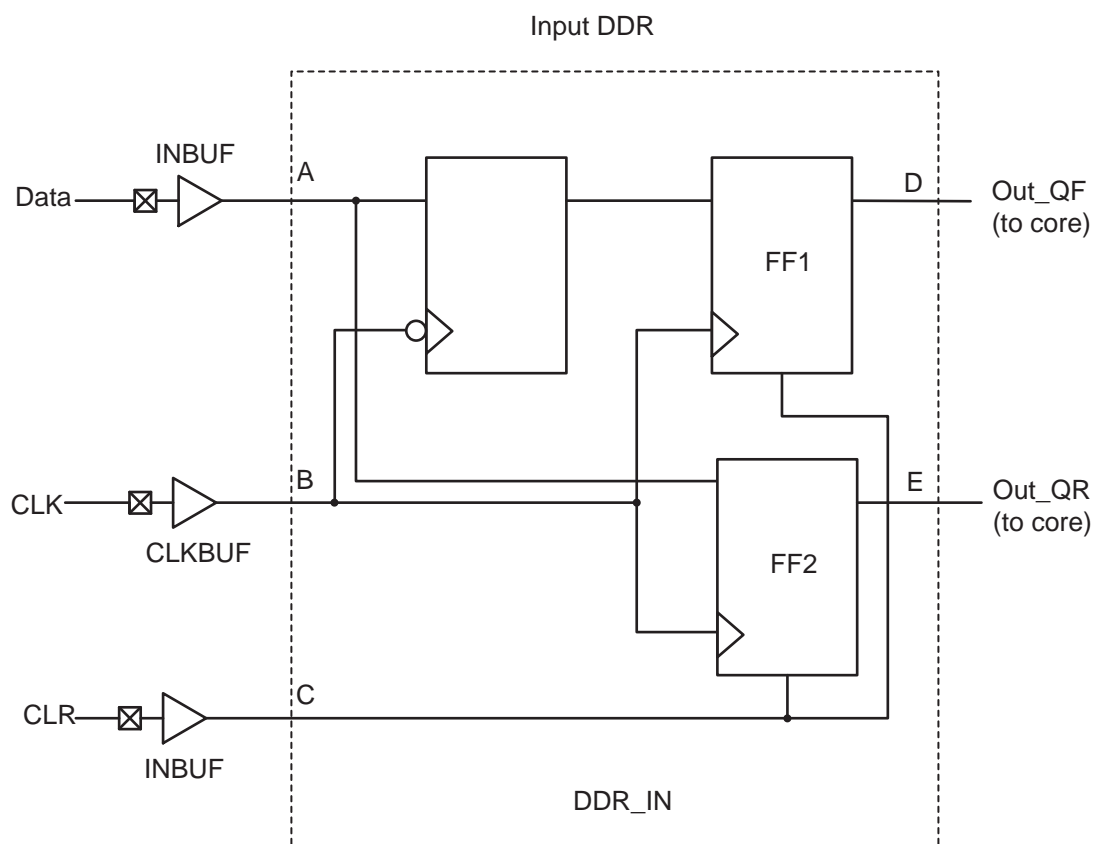 Input DDR
INBUF
Data
A
D
Out_QF
(to core)
FF1
CLK
B
CLKBUF
E
Out_QR
(to core)
FF2
CLR
C
INBUF
DDR_IN